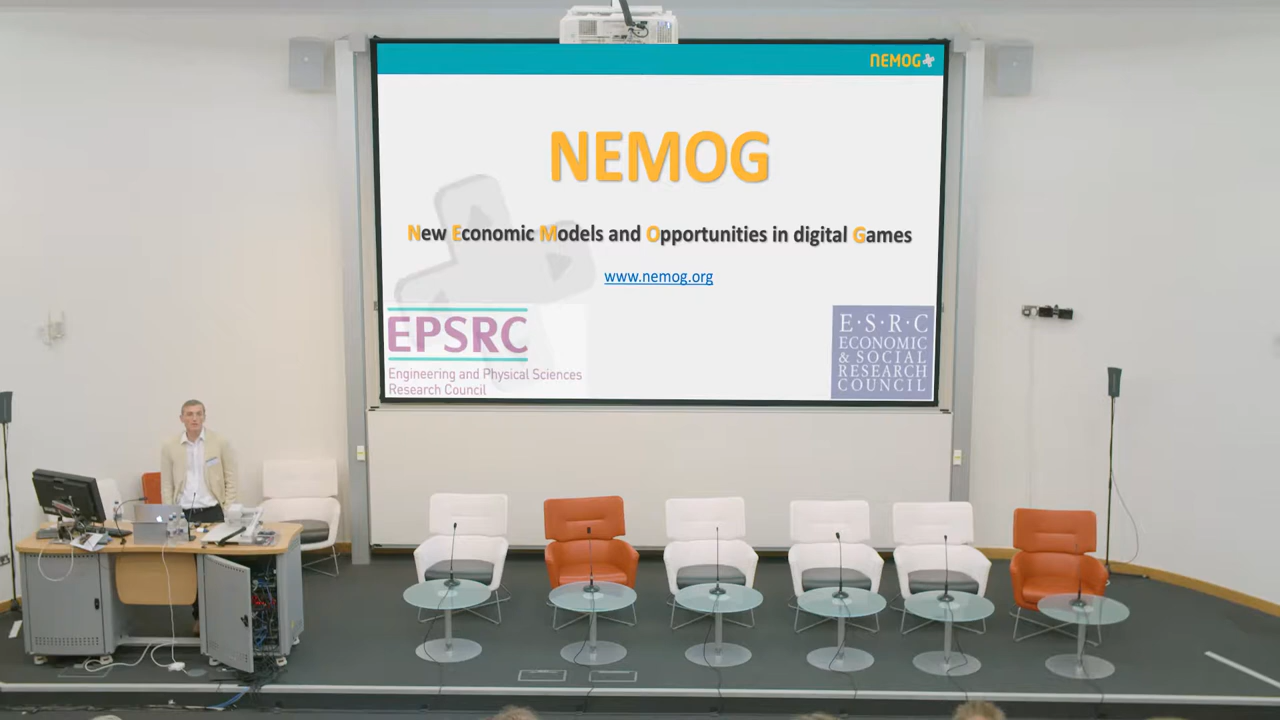 NEMOG
NEMOG
New Economic Models and Opportunities in digital Games
www.nemog.org
EPSRC
Engineering and Physical Sciences
Research Council
E·S·R·C
ECONOMIC
& SOCIAL
RESEARCH
COUNCIL